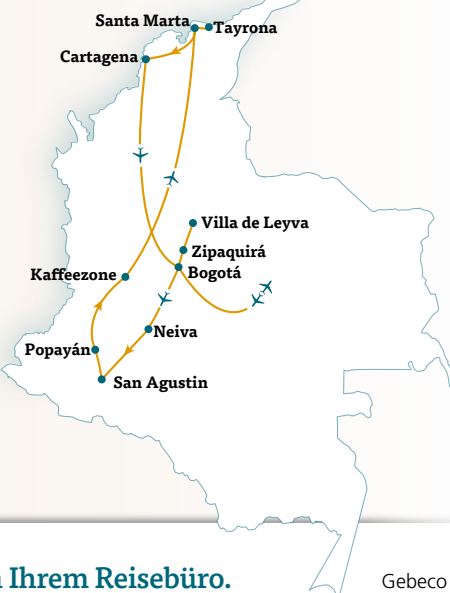 Santa Marta
Tayrona
Cartagena
Villa de Leyva
Zipaquirá
Bogotá
Kaffeezone
Neiva
Popayán
San Agustin
Ihrem Reisebüro.
Gebeco